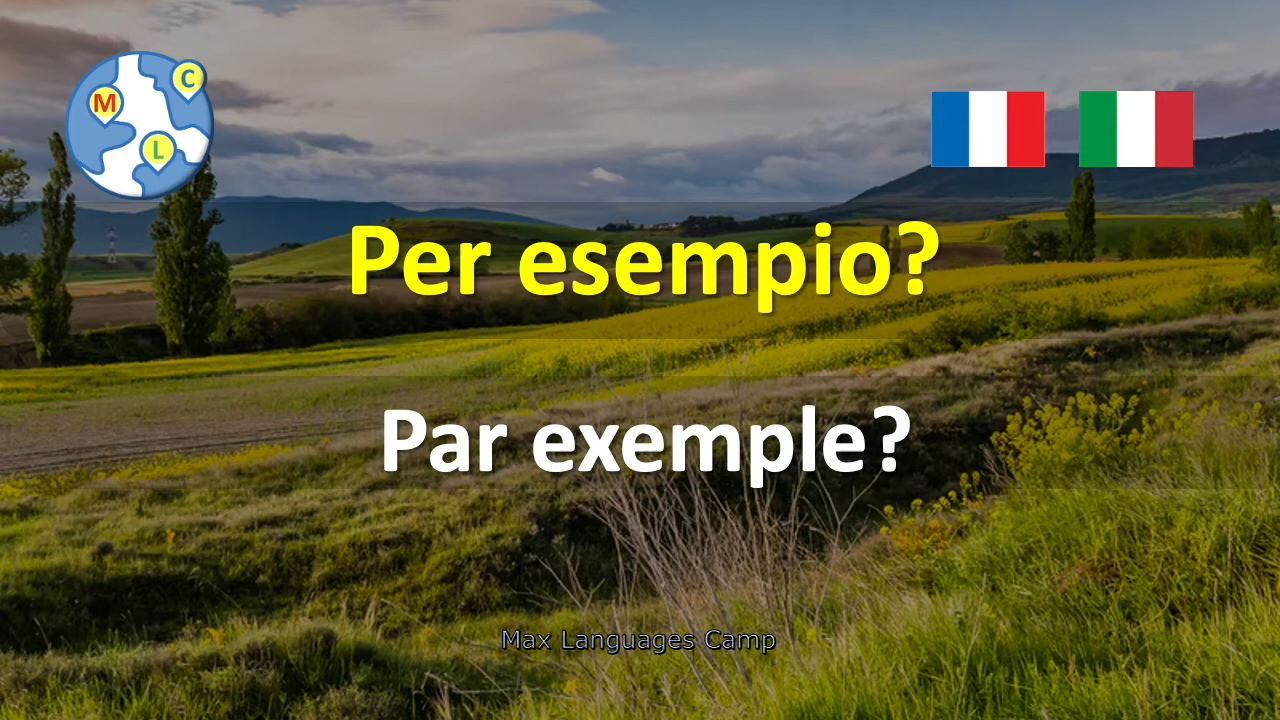 M
C
L
Per esempio?
Par exemple?
Max Languages Camp